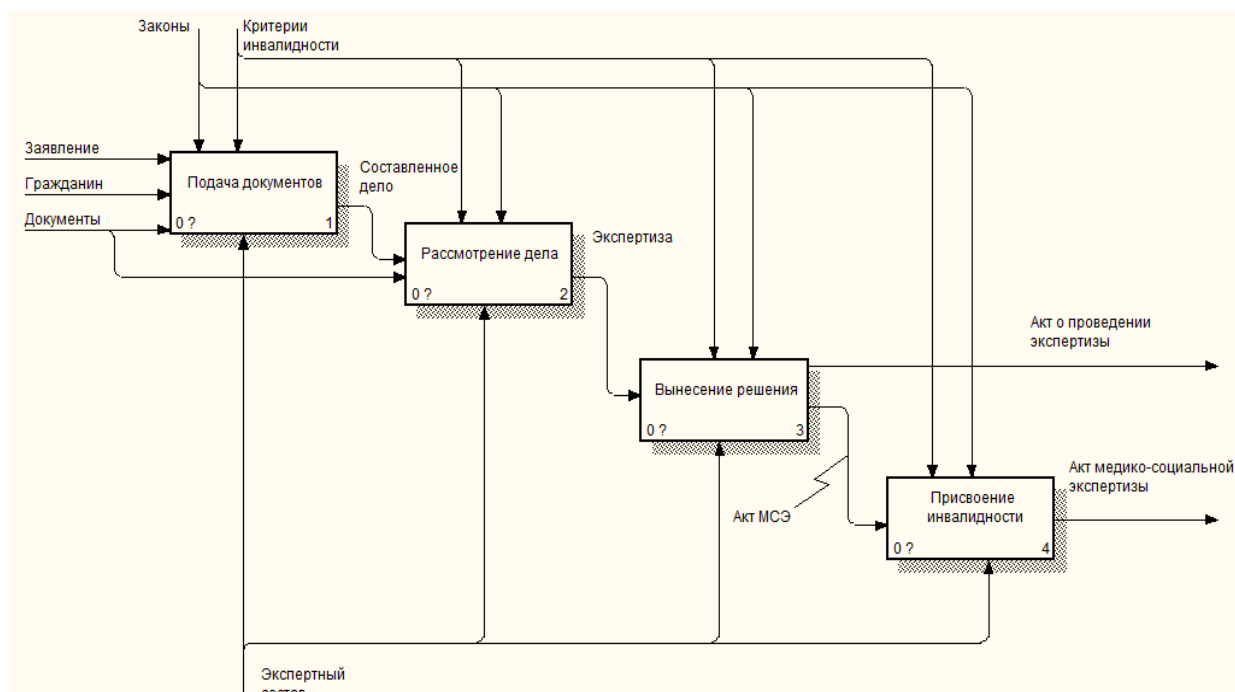 Законы
Критерии
инвалидности
Заявление
Гражданин
Документы
Подача документов
0 ?
1
Составленное
дело
Рассмотрение дела
0 ?
2
Экспертиза
Вынесение решения
0 ?
3
Акт о проведении
экспертизы
Акт МСЭ
Присвоение
инвалидности
0 ?
4
Акт медико-социальной
экспертизы
Экспертный